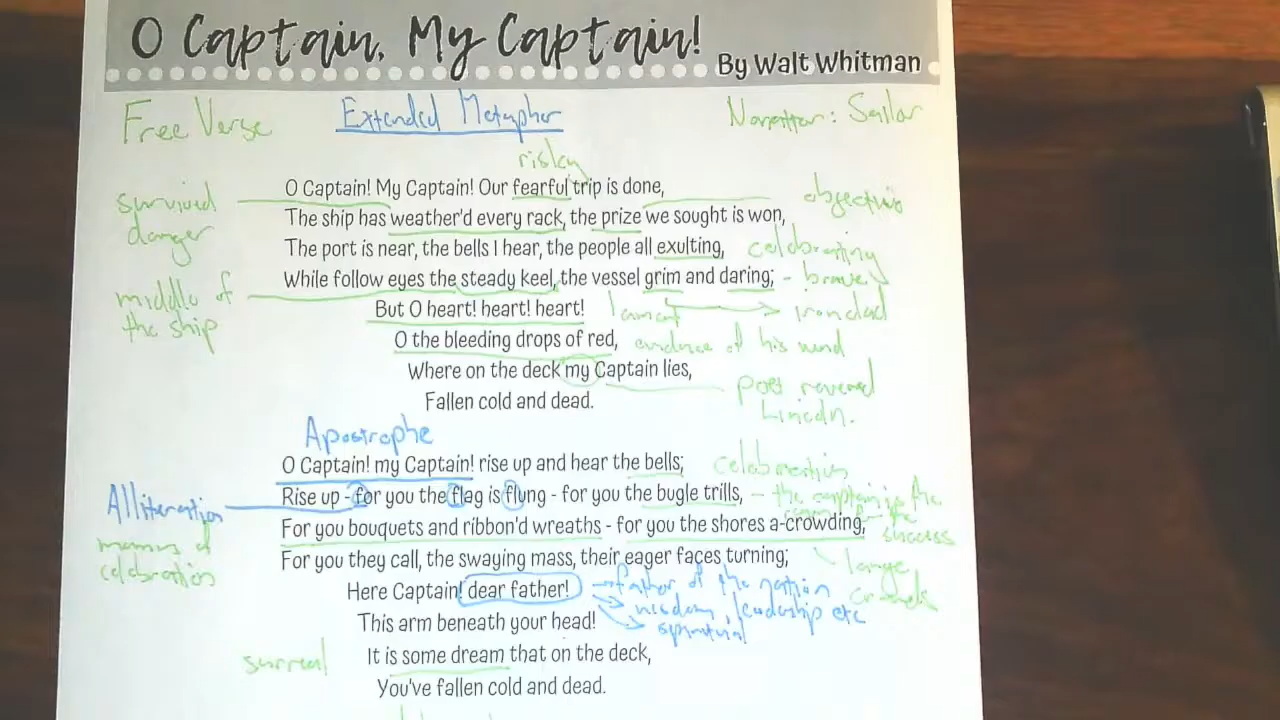 O Captain, My Captain!
By Walt Whitman
Free Verse
Extended Metaphor
Narrator: Sailor
risky
O Captain! My Captain! Our fearful trip is done,
survived danger
objective
The ship has weather'd every rack, the prize we sought is won,
The port is near, the bells I hear, the people all exulting,
celebrating
While follow eyes the steady keel, the vessel grim and daring;
- brave
middle of
the ship
But O heart! heart! heart!
lament
iron clad
O the bleeding drops of red,
evidence of his
Where on the deck my Captain lies,
poet revered
Lincoln.
Fallen cold and dead.
Apostrophe
O Captain! my Captain! rise up and hear the bells;
Rise up - for you the flag is flyng - for you the bugle trills,
- the captain is the
Alliteration
For you bouquets and ribbon'd wreaths - for you the shores a-crowding,
success
of
celebration
For you they call, the swaying mass, their eager faces turning;
large
crowds
Here Captain! dear father!
father of the nation
leadership etc
This arm beneath your head!
surreal
It is some dream that on the deck,
You've fallen cold and dead.